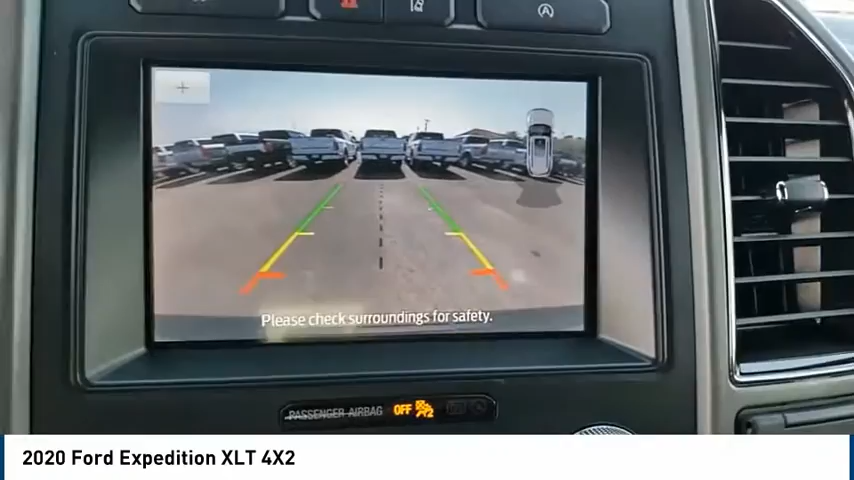 Please check surroundings for safety.
PASSENGER AIRBAG OFF
2020 Ford Expedition XLT 4X2